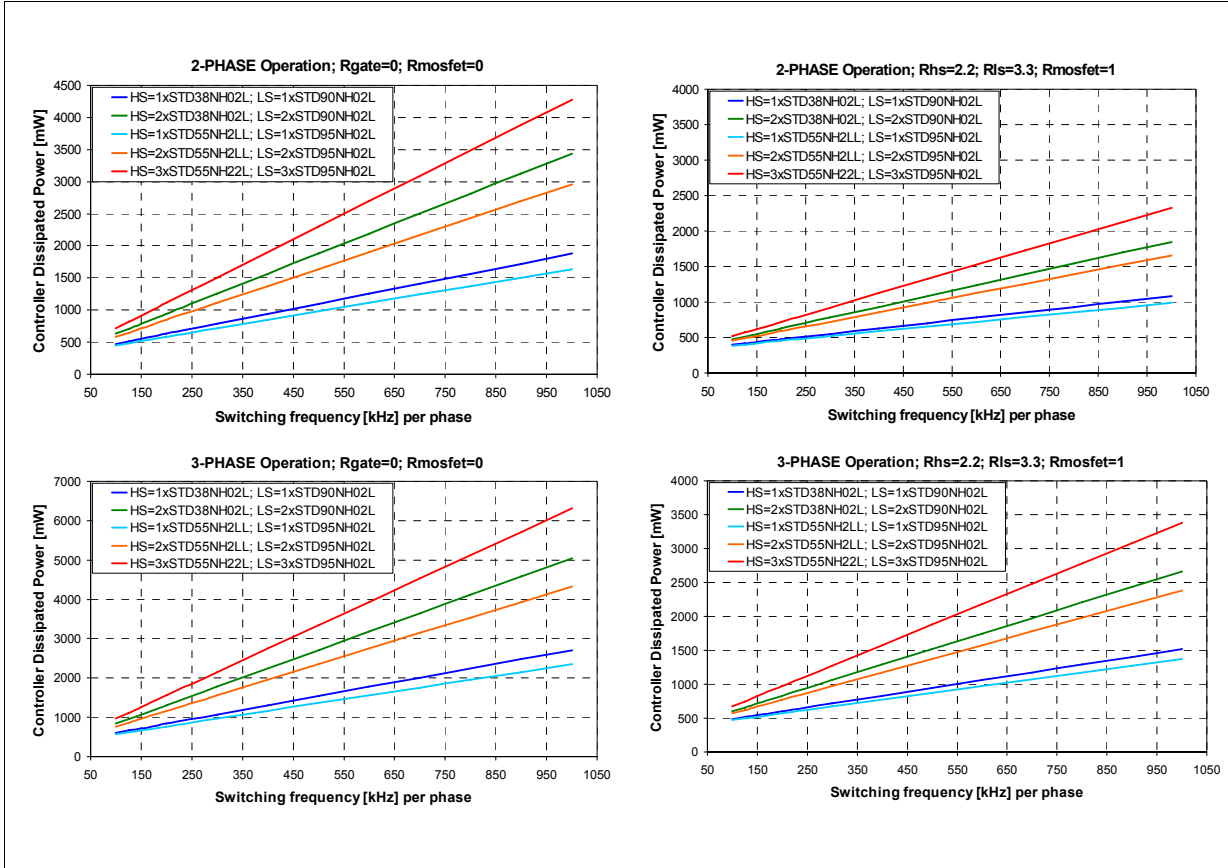 2-PHASE Operation; Rgate=0; Rmosfet=0
Controller Dissipated Power [mW]
4500
4000
3500
3000
2500
2000
1500
1000
500
0
HS=1xSTD38NH02L; LS=1xSTD90NH02L
HS=2xSTD38NH02L; LS=2xSTD90NH02L
HS=1xSTD55NH2LL; LS=1xSTD95NH02L
HS=2xSTD55NH2LL; LS=2xSTD95NH02L
HS=3xSTD55NH22L; LS=3xSTD95NH02L
50 150 250 350 450 550 650 750 850 950 1050
Switching frequency [kHz] per phase
2-PHASE Operation; Rhs=2.2; Rls=3.3; Rmosfet=1
Controller Dissipated Power [mW]
4000
3500
3000
2500
2000
1500
1000
500
0
HS=1xSTD38NH02L; LS=1xSTD90NH02L
HS=2xSTD38NH02L; LS=2xSTD90NH02L
HS=1xSTD55NH2LL; LS=1xSTD95NH02L
HS=2xSTD55NH2LL; LS=2xSTD95NH02L
HS=3xSTD55NH22L; LS=3xSTD95NH02L
50 150 250 350 450 550 650 750 850 950 1050
Switching frequency [kHz] per phase
3-PHASE Operation; Rgate=0; Rmosfet=0
Controller Dissipated Power [mW]
7000
6000
5000
4000
3000
2000
1000
0
HS=1xSTD38NH02L; LS=1xSTD90NH02L
HS=2xSTD38NH02L; LS=2xSTD90NH02L
HS=1xSTD55NH2LL; LS=1xSTD95NH02L
HS=2xSTD55NH2LL; LS=2xSTD95NH02L
HS=3xSTD55NH22L; LS=3xSTD95NH02L
50 150 250 350 450 550 650 750 850 950 1050
Switching frequency [kHz] per phase
3-PHASE Operation; Rhs=2.2; Rls=3.3; Rmosfet=1
Controller Dissipated Power [mW]
4000
3500
3000
2500
2000
1500
1000
500
0
HS=1xSTD38NH02L; LS=1xSTD90NH02L
HS=2xSTD38NH02L; LS=2xSTD90NH02L
HS=1xSTD55NH2LL; LS=1xSTD95NH02L
HS=2xSTD55NH2LL; LS=2xSTD95NH02L
HS=3xSTD55NH22L; LS=3xSTD95NH02L
50 150 250 350 450 550 650 750 850 950 1050
Switching frequency [kHz] per phase